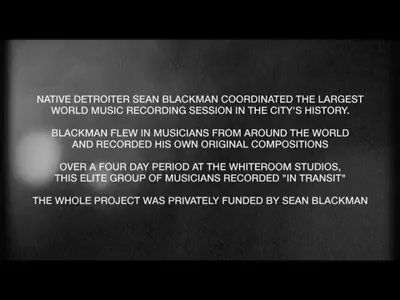 NATIVE DETROITER SEAN BLACKMAN COORDINATED THE LARGEST
WORLD MUSIC RECORDING SESSION IN THE CITY'S HISTORY.
BLACKMAN FLEW IN MUSICIANS FROM AROUND THE WORLD
AND RECORDED HIS OWN ORIGINAL COMPOSITIONS
OVER A FOUR DAY PERIOD AT THE WHITEROOM STUDIOS,
THIS ELITE GROUP OF MUSICIANS RECORDED "IN TRANSIT"
THE WHOLE PROJECT WAS PRIVATELY FUNDED BY SEAN BLACKMAN